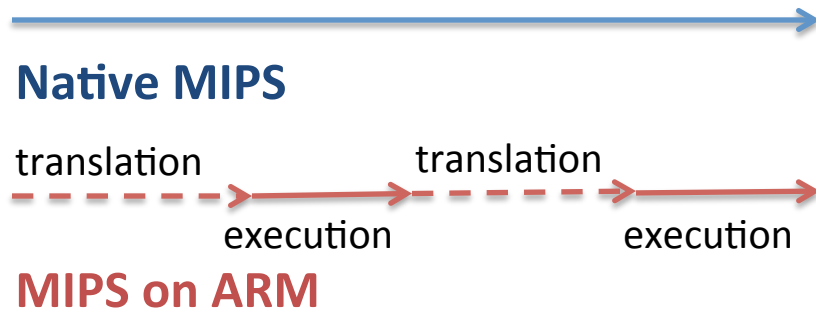 Native MIPS
translation translation
execution execution
MIPS on ARM